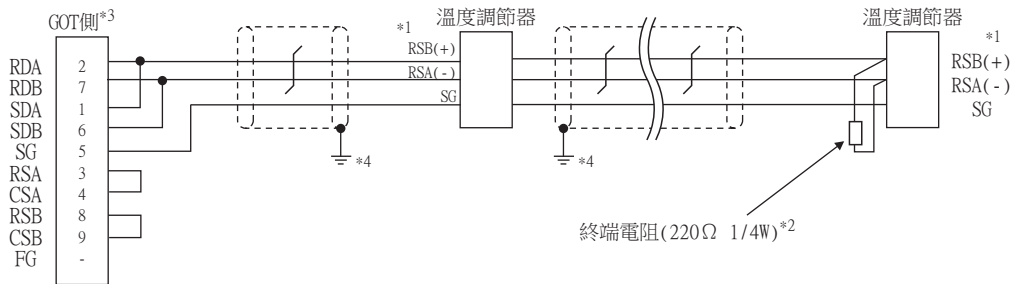 GOT側*3
RDA 2
RDB 7
SDA 1
SDB 6
SG 5
RSA 3
CSA 4
RSB 8
CSB 9
FG -
*4
溫度調節器
*1
RSB(+)
RSA(-)
SG
*4
溫度調節器
*1
RSB(+)
RSA(-)
SG
終端電阻(220Ω 1/4W)*2